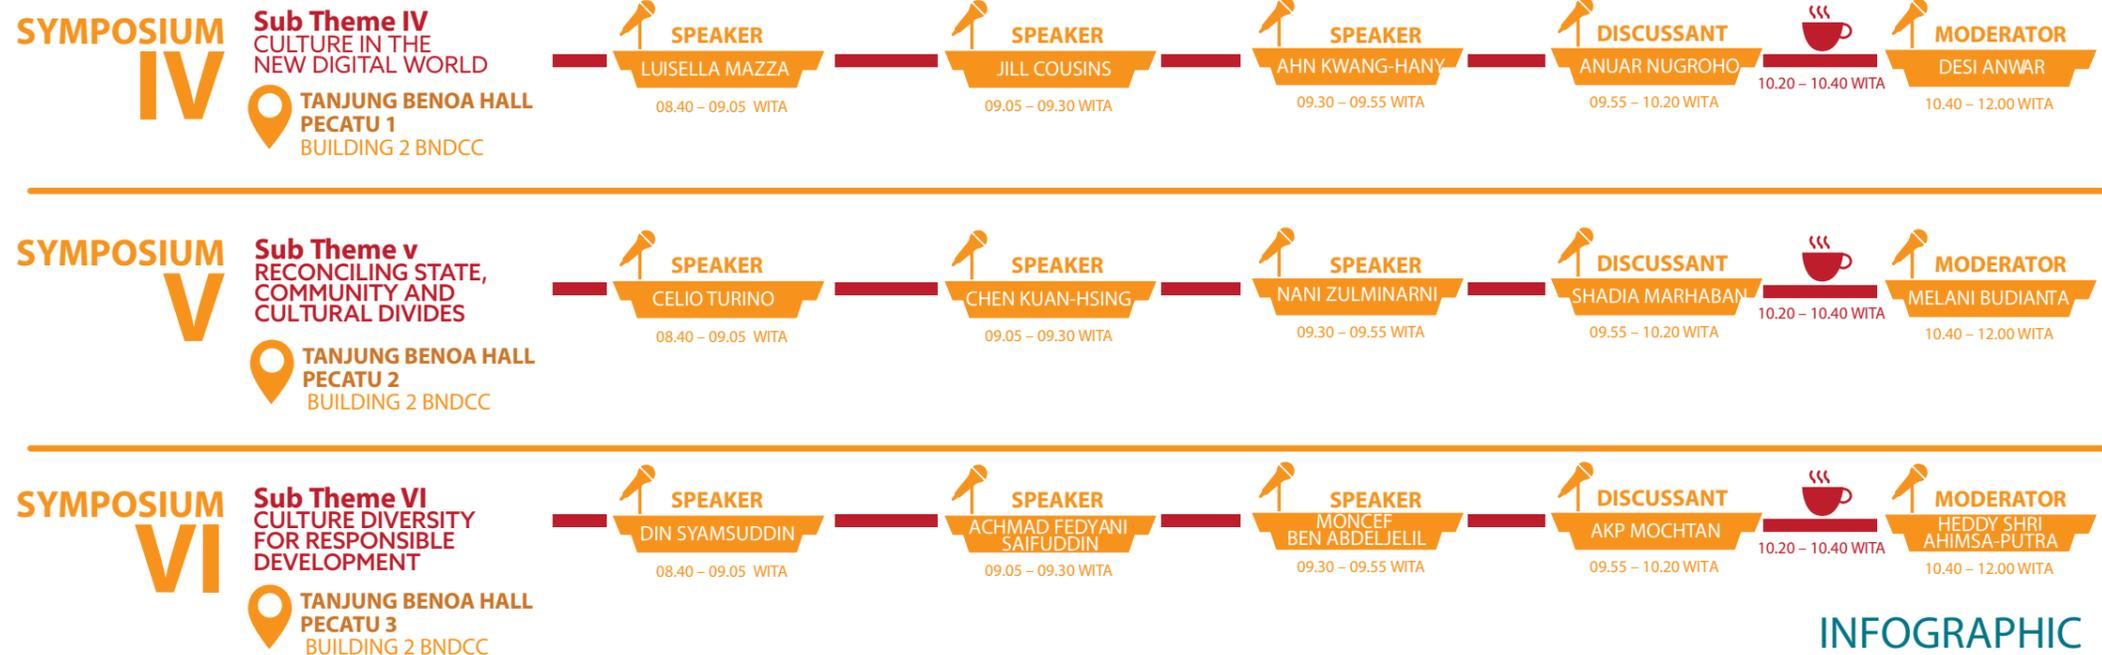 SYMPOSIUM
IV
Sub Theme IV
CULTURE IN THE
NEW DIGITAL WORLD
TANJUNG BENOA HALL
PECATU 1
BUILDING 2 BNDCC
SPEAKER
LUISELLA MAZZA
08.40 – 09.05 WITA
SPEAKER
JILL COUSINS
09.05 – 09.30 WITA
SPEAKER
AHN KWANG-HANY
09.30 – 09.55 WITA
DISCUSSANT
ANUAR NUGROHO
09.55 – 10.20 WITA
10.20 – 10.40 WITA
MODERATOR
DESI ANWAR
10.40 – 12.00 WITA
SYMPOSIUM
V
Sub Theme v
RECONCILING STATE,
COMMUNITY AND
CULTURAL DIVIDES
TANJUNG BENOA HALL
PECATU 2
BUILDING 2 BNDCC
SPEAKER
CELIO TURINO
08.40 – 09.05 WITA
SPEAKER
CHEN KUAN-HSING
09.05 – 09.30 WITA
SPEAKER
NANI ZULMINARNI
09.30 – 09.55 WITA
DISCUSSANT
SHADIA MARHABAN
09.55 – 10.20 WITA
10.20 – 10.40 WITA
MODERATOR
MELANI BUDIANTA
10.40 – 12.00 WITA
SYMPOSIUM
VI
Sub Theme VI
CULTURE DIVERSITY
FOR RESPONSIBLE
DEVELOPMENT
TANJUNG BENOA HALL
PECATU 3
BUILDING 2 BNDCC
SPEAKER
DIN SYAMSUDDIN
08.40 – 09.05 WITA
SPEAKER
ACHMAD FEDYANI
SAIFUDDIN
09.05 – 09.30 WITA
SPEAKER
MONCEF
BEN ABDELJELIL
09.30 – 09.55 WITA
DISCUSSANT
AKP MOCHTAN
09.55 – 10.20 WITA
10.20 – 10.40 WITA
MODERATOR
HEDDY SHRI
AHIMSA-PUTRA
10.40 – 12.00 WITA
INFOGRAPHIC